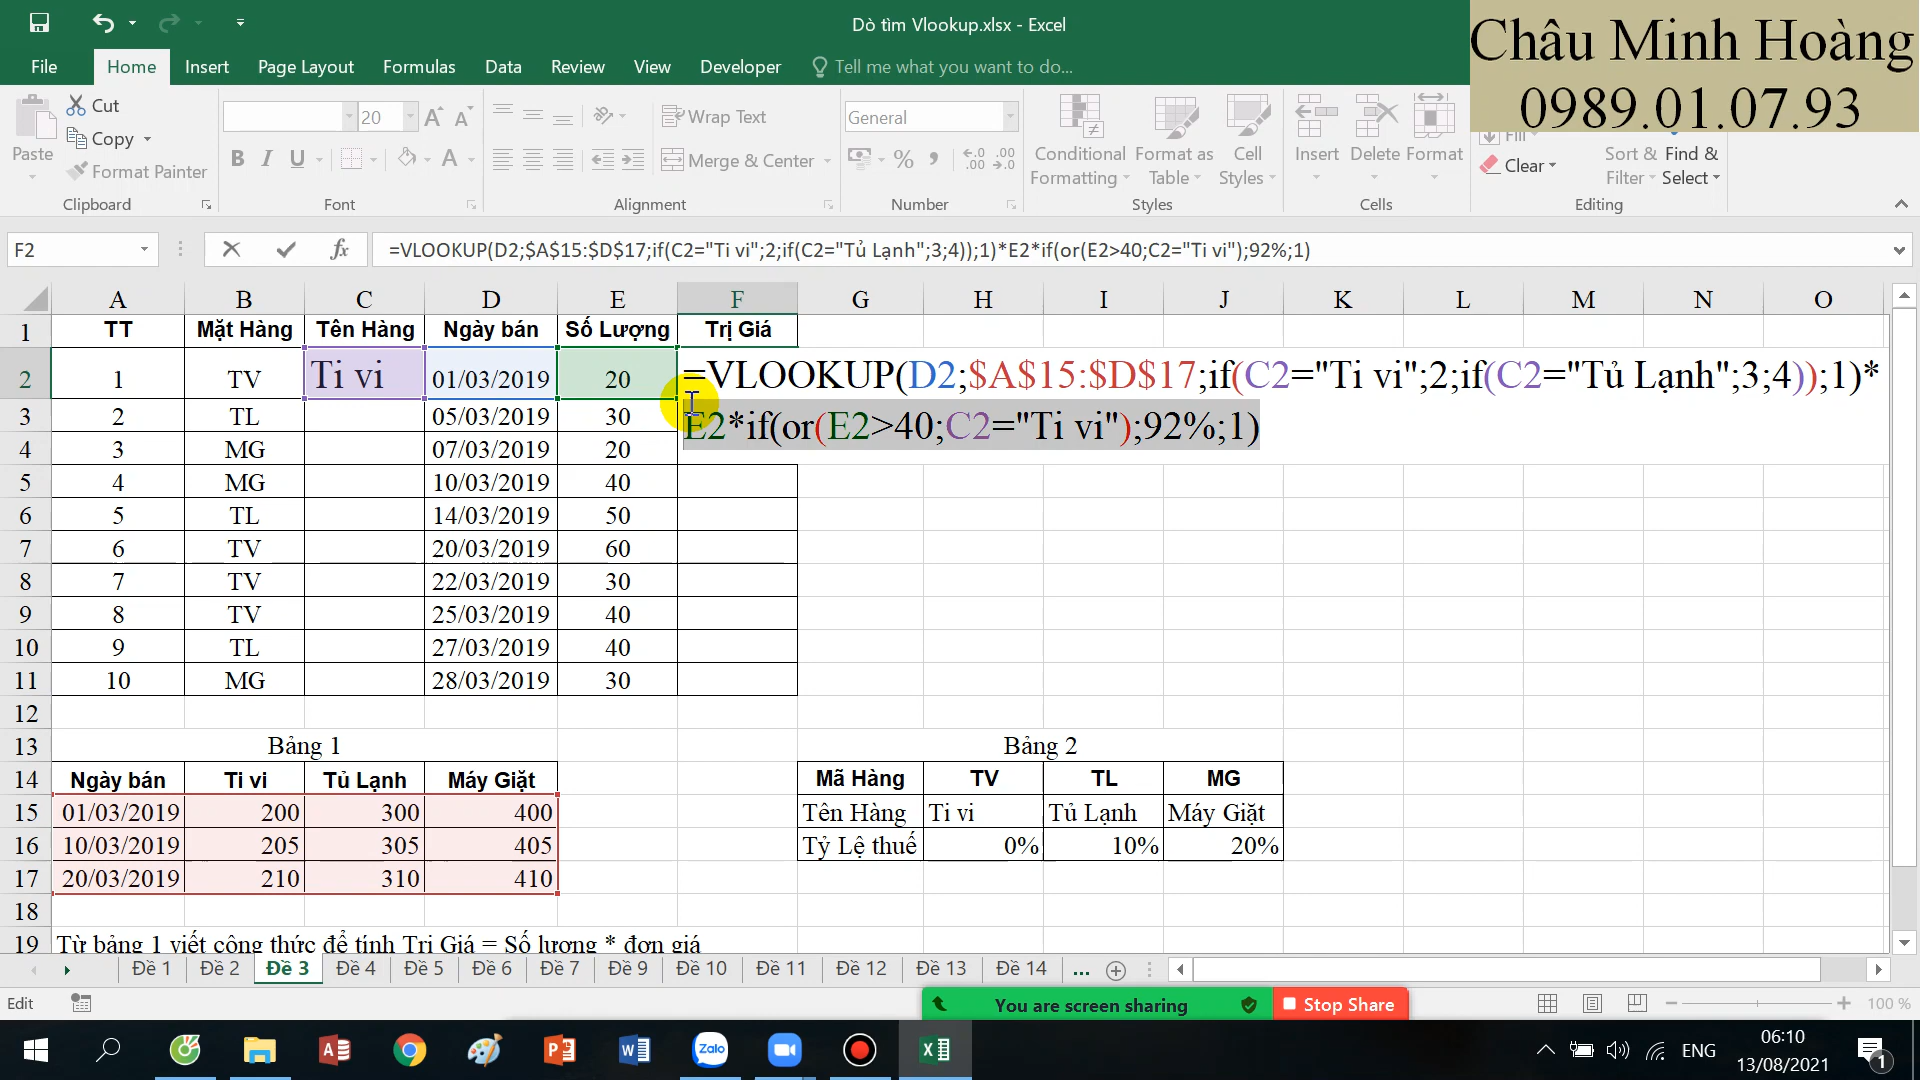 Dò tìm Vlookup.xlsx - Excel
Châu Minh Hoàng
0989.01.07.93
File Home Insert Page Layout Formulas Data Review View Developer Tell me what you want to do...
Paste
Cut
Copy
Format Painter
Clipboard
20
B I U
Font
Wrap Text
Merge & Center
Alignment
General
Number
Conditional Formatting
Format as Table
Cell Styles
Styles
Insert Delete Format
Cells
Fill
Clear
Sort & Filter
Find & Select
Editing
F2
=VLOOKUP(D2;$A$15:$D$17;if(C2="Ti vi";2;if(C2="Tủ Lạnh";3;4));1)*E2*if(or(E2>40;C2="Ti vi");92%;1)
A B C D E F G H I J K L M N O
1 TT Mặt Hàng Tên Hàng Ngày bán Số Lượng Trị Giá
2 1 TV Ti vi 01/03/2019 20 =VLOOKUP(D2;$A$15:$D$17;if(C2="Ti vi";2;if(C2="Tủ Lạnh";3;4));1)*
E2*if(or(E2>40;C2="Ti vi");92%;1)
3 2 TL 05/03/2019 30
4 3 MG 07/03/2019 20
5 4 MG 10/03/2019 40
6 5 TL 14/03/2019 50
7 6 TV 20/03/2019 60
8 7 TV 22/03/2019 30
9 8 TV 25/03/2019 40
10 9 TL 27/03/2019 40
11 10 MG 28/03/2019 30
12
13 Bảng 1 Bảng 2
14 Ngày bán Ti vi Tủ Lạnh Máy Giặt Mã Hàng TV TL MG
15 01/03/2019 200 300 400 Tên Hàng Ti vi Tủ Lạnh Máy Giặt
16 10/03/2019 205 305 405 Tỷ Lệ thuế 0% 10% 20%
17 20/03/2019 210 310 410
18
19 Từ bảng 1 viết công thức để tính Trị Giá = Số lượng * đơn giá
Đề 1 Đề 2 Đề 3 Đề 4 Đề 5 Đề 6 Đề 7 Đề 9 Đề 10 Đề 11 Đề 12 Đề 13 Đề 14 ...
Edit
You are screen sharing
Stop Share
100 %
Zalo
ENG
06:10
13/08/2021
1